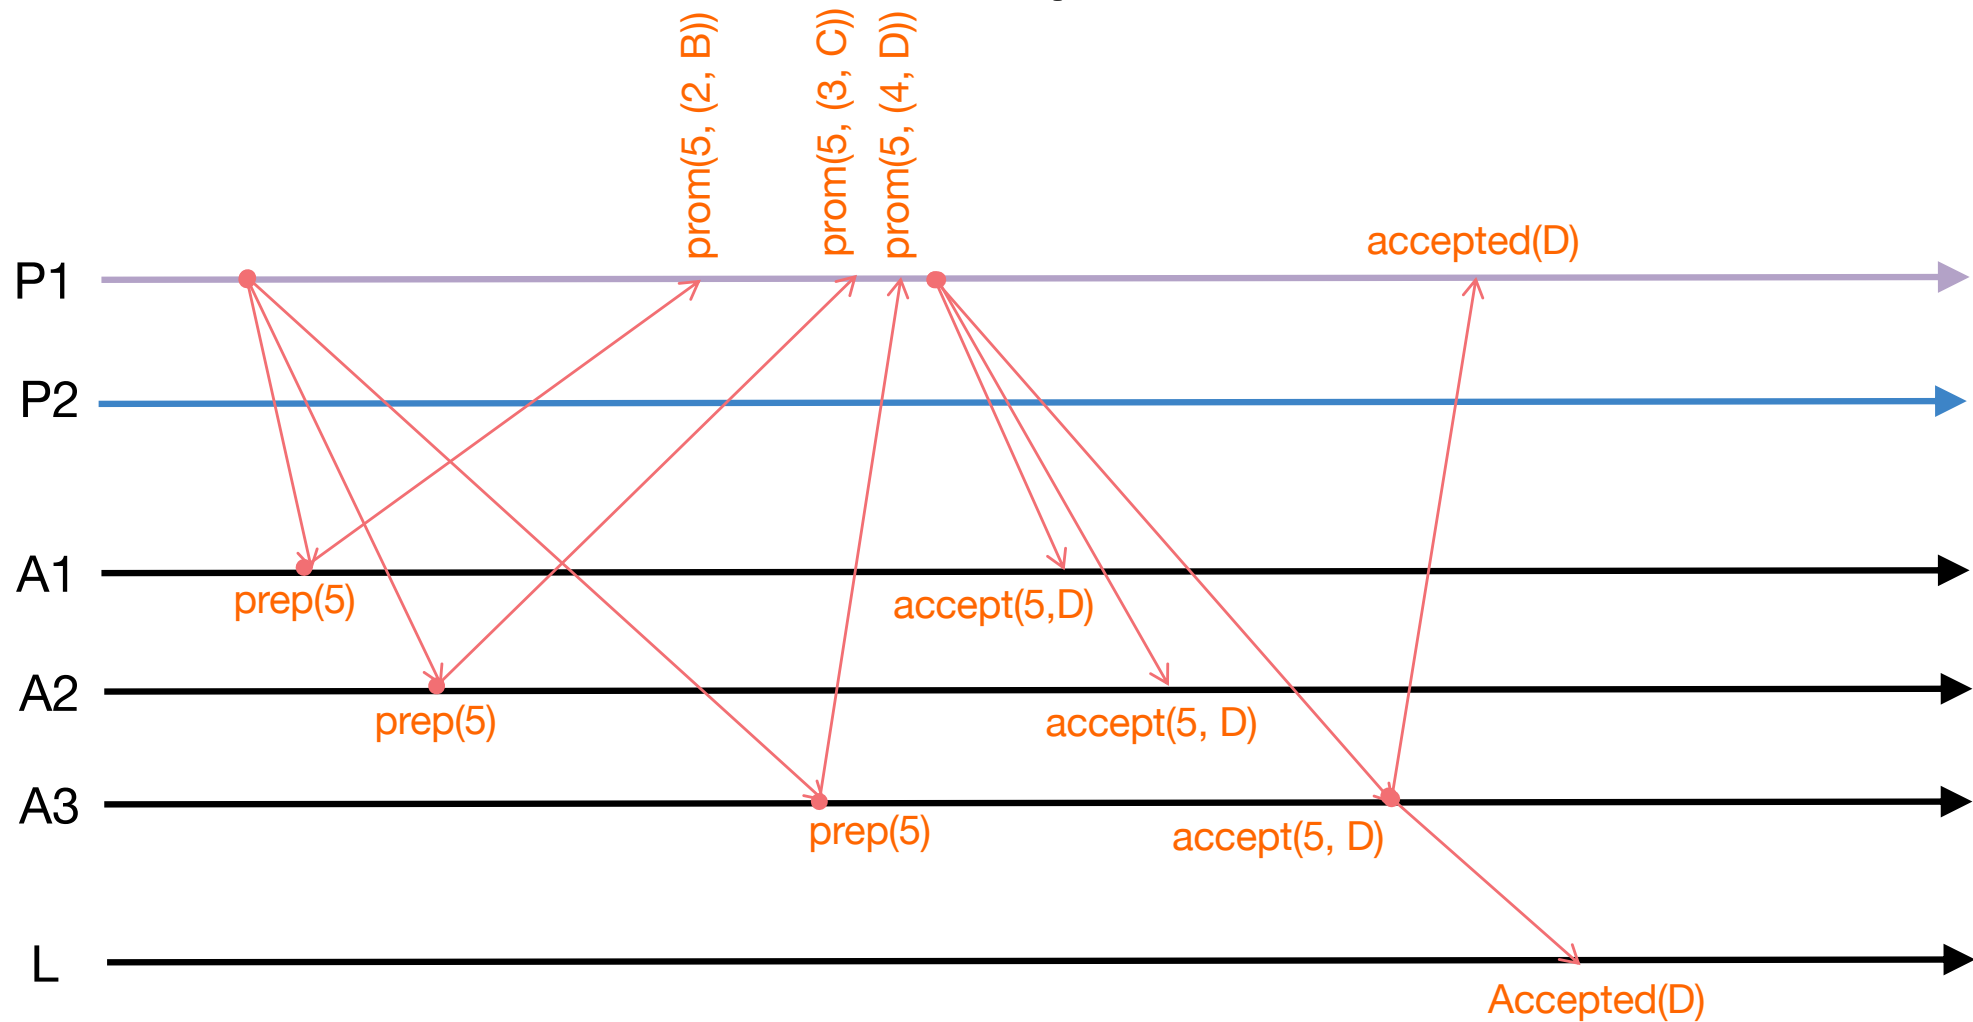 prom(5, (2, B))
prom(5, (3, C))
prom(5, (4, D))
accepted(D)
P1
P2
A1
prep(5)
accept(5,D)
A2
prep(5)
accept(5, D)
A3
prep(5)
accept(5, D)
L
Accepted(D)